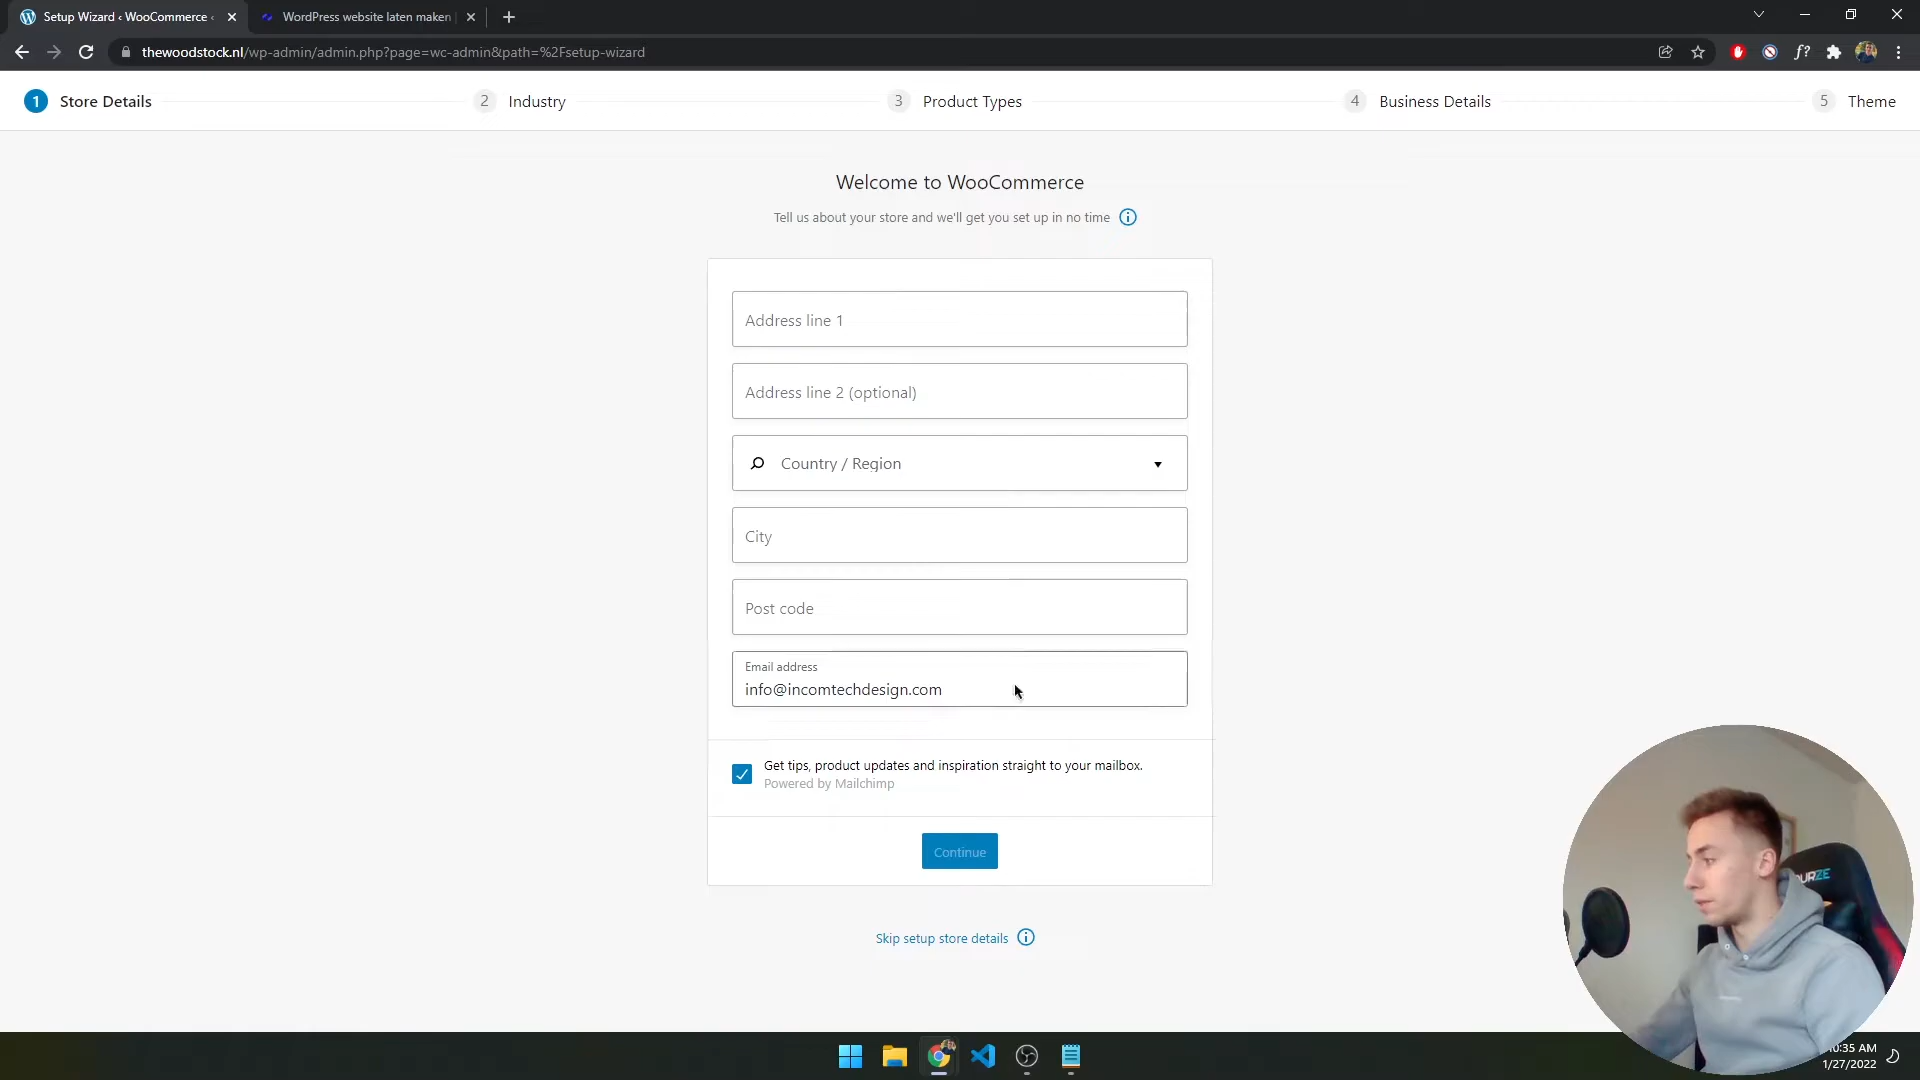 Setup Wizard ‹ WooCommerce ‹
WordPress website laten maken |
thewoodstock.nl/wp-admin/admin.php?page=wc-admin&path=%2Fsetup-wizard
1 Store Details
2 Industry
3 Product Types
4 Business Details
5 Theme
Welcome to WooCommerce
Tell us about your store and we'll get you set up in no time
Address line 1
Address line 2 (optional)
Country / Region
City
Post code
Email address
info@incomtechdesign.com
Get tips, product updates and inspiration straight to your mailbox.
Powered by Mailchimp
Continue
Skip setup store details
0:35 AM
1/27/2022